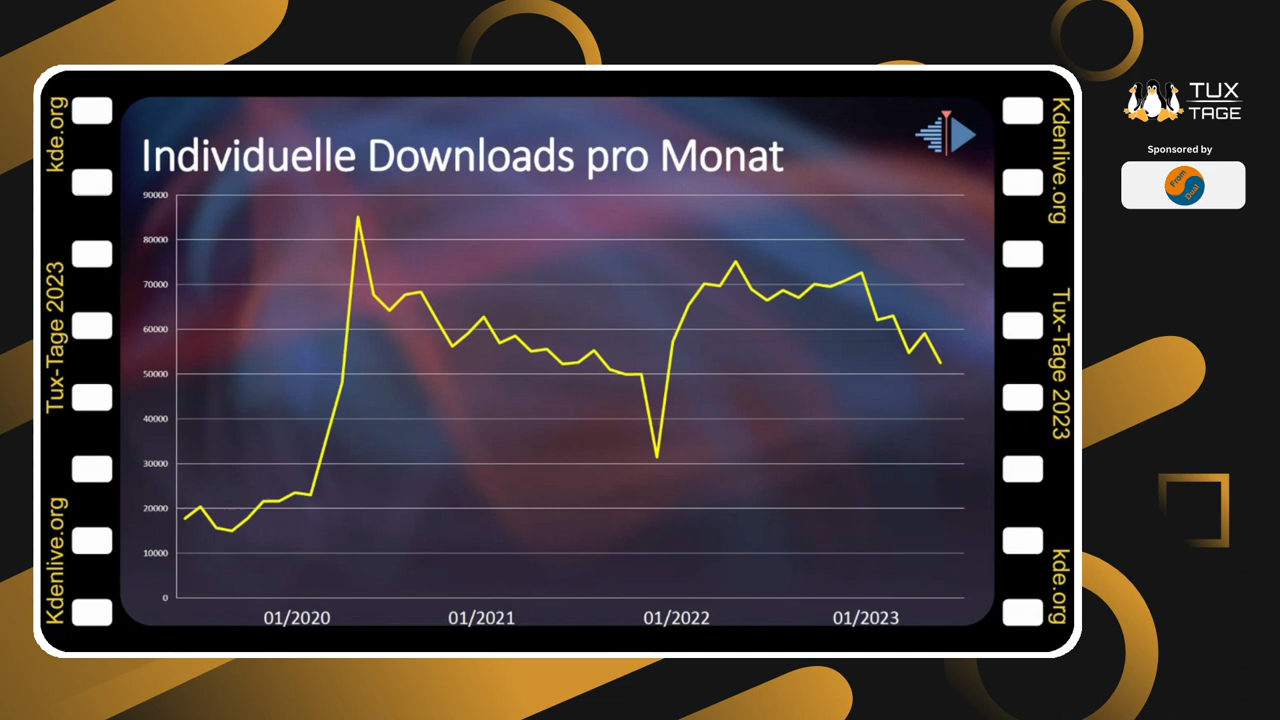 Individuelle Downloads pro Monat
90000
80000
70000
60000
50000
40000
30000
20000
10000
0
01/2020 01/2021 01/2022 01/2023
kde.org
Tux-Tage 2023
Kdenlive.org
Kdenlive.org
Tux-Tage 2023
kde.org
TUX
TAGE
Sponsored by
From
Dual